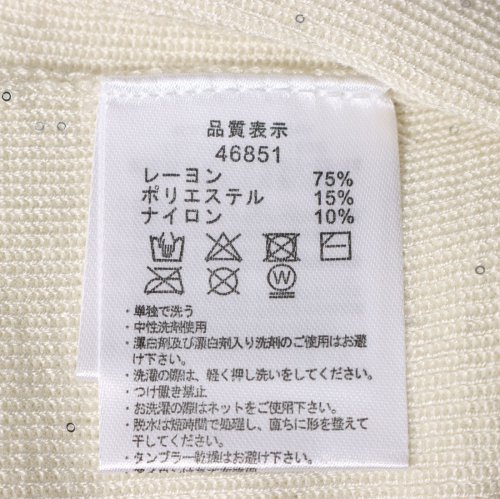 品質表示
46851
レーヨン 75%
ポリエステル 15%
ナイロン 10%
W
・単独で洗う
・中性洗剤使用
・漂白剤及び漂白剤入り洗剤のご使用はお避
け下さい。
・洗濯の際は、軽く押し洗いをしてください。
・つけ置き禁止
・お洗濯の際はネットをご使用下さい。
・脱水は短時間で処理し、直ちに形を整えて
干してください。
・タンブラー乾燥はお避け下さい。